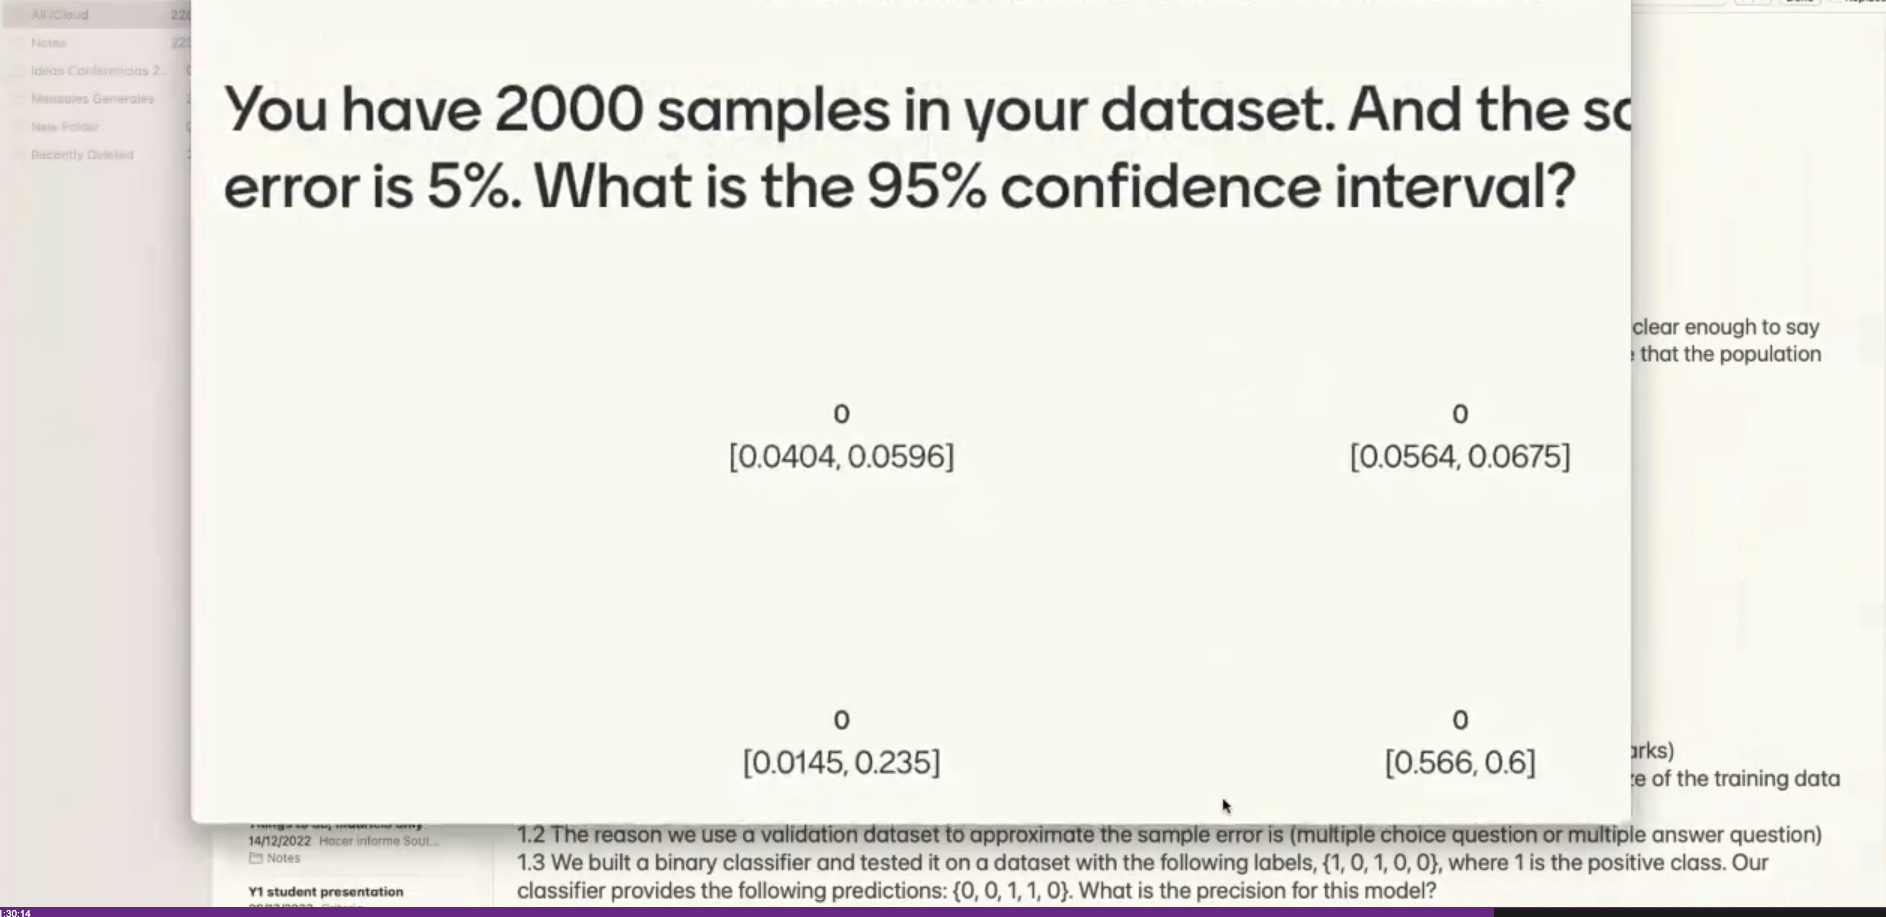 All iCloud
Notes
Ideas Conferencias 2...
Mensajes Generales
New Folder
Recently Deleted
You have 2000 samples in your dataset. And the sa
error is 5%. What is the 95% confidence interval?
clear enough to say
that the population
0
[0.0404, 0.0596]
0
[0.0564, 0.0675]
0
[0.0145, 0.235]
0
[0.566, 0.6]
arks)
ze of the training data
14/12/2022 Hacer informe Sout...
Notes
Y1 student presentation
1.2 The reason we use a validation dataset to approximate the sample error is (multiple choice question or multiple answer question)
1.3 We built a binary classifier and tested it on a dataset with the following labels, {1, 0, 1, 0, 0}, where 1 is the positive class. Our
classifier provides the following predictions: {0, 0, 1, 1, 0}. What is the precision for this model?
:30:14